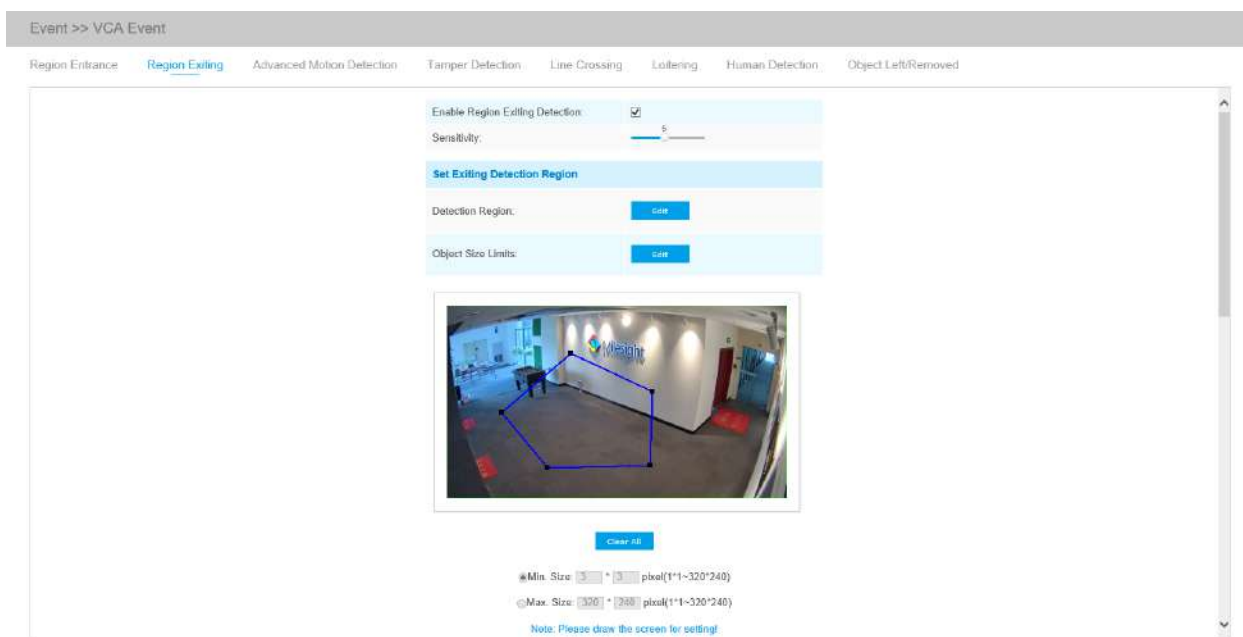 Event >> VCA Event
Region Entrance Region Exiting Advanced Motion Detection Tamper Detection Line Crossing Loitering Human Detection Object Left/Removed
Enable Region Exiting Detection:
5
Sensitivity:
Set Exiting Detection Region
Detection Region: Edit
Object Size Limits: Edit
Milesight
Clear All
Min. Size: 3 * 3 pixel(1*1~320*240)
Max. Size: 320 * 240 pixel(1*1~320*240)
Note: Please draw the screen for setting!